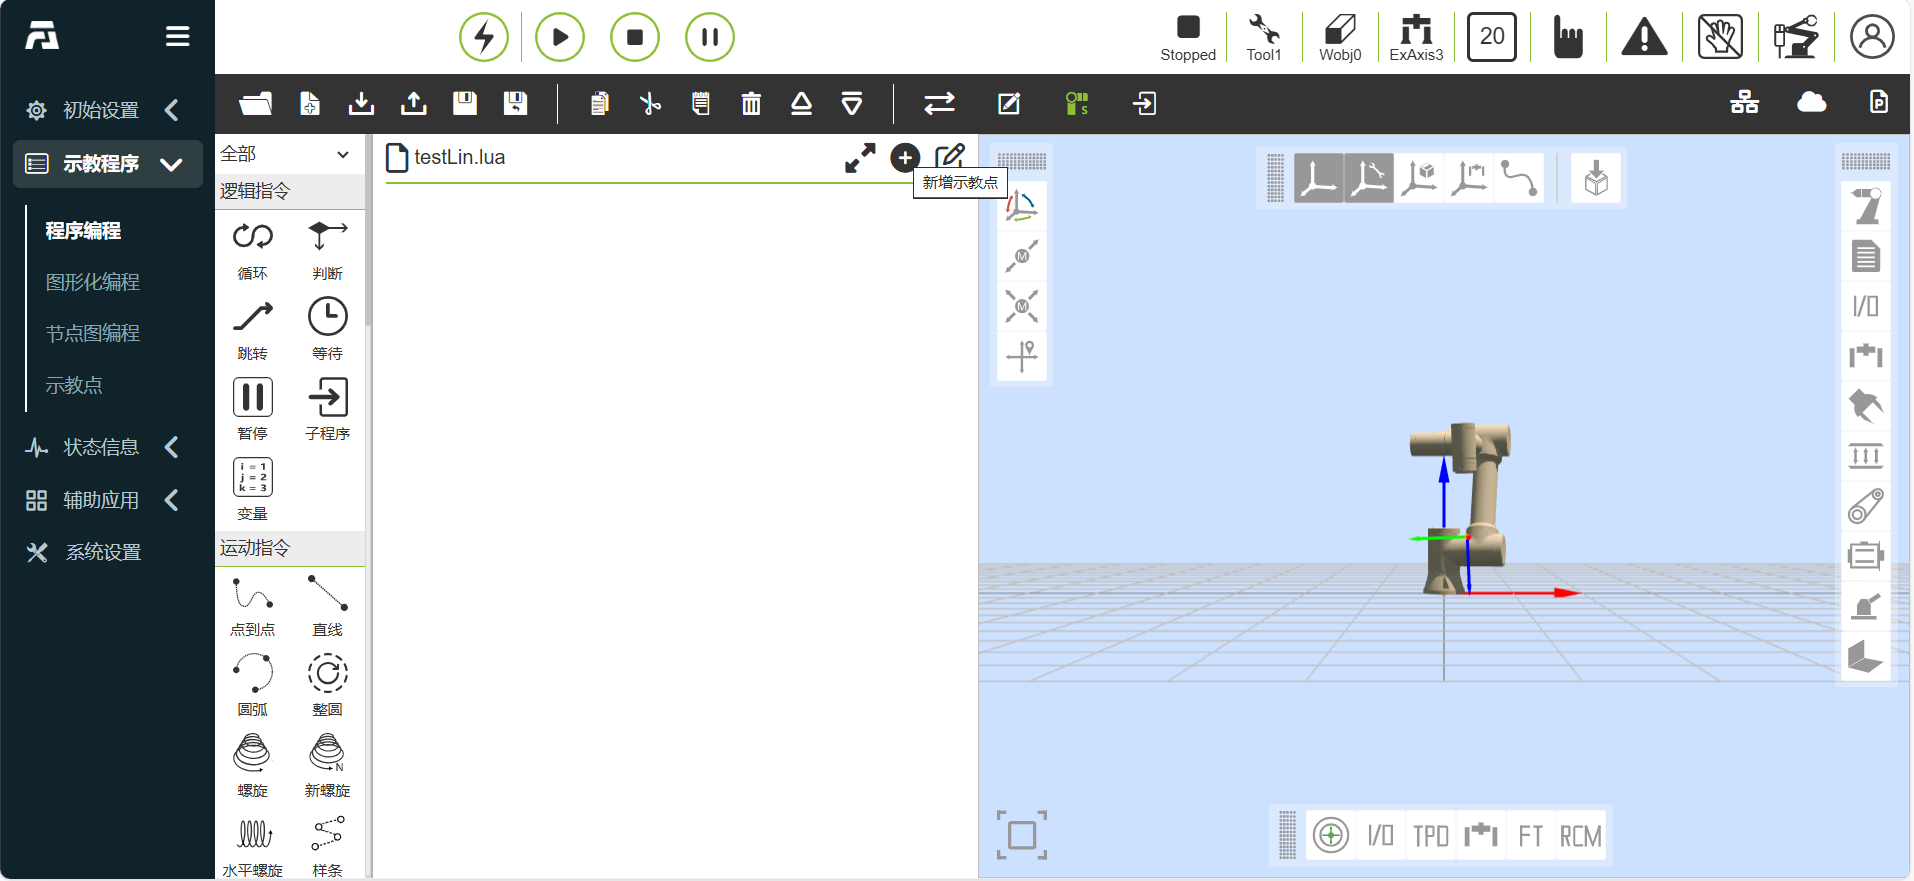 Stopped
Tool1
Wobj0
ExAxis3
20
初始设置
示教程序
程序编程
图形化编程
节点图编程
示教点
状态信息
辅助应用
系统设置
S
P
全部
逻辑指令
循环
判断
跳转
等待
暂停
子程序
i = 1
j = 2
k = 3
变量
运动指令
点到点
直线
圆弧
整圆
螺旋
N
新螺旋
水平螺旋
样条
testLin.lua
新增示教点
M
M
I/O
I/O
TPD
FT
RCM